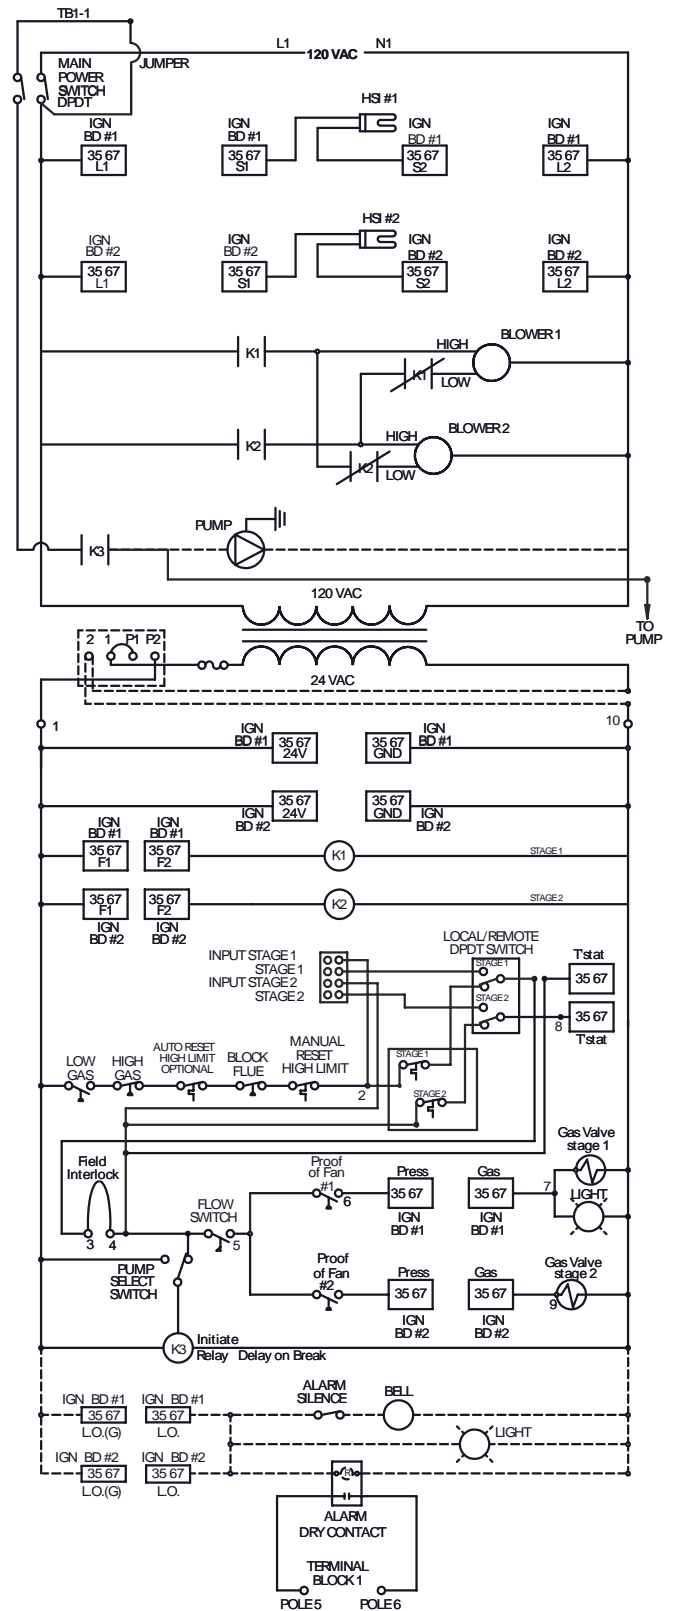 TB1-1
L1 120 VAC N1
MAIN
POWER
SWITCH
DPDT
JUMPER
HSI #1
IGN
BD #1
35 67
L1
IGN
BD #1
35 67
S1
IGN
BD #1
35 67
S2
IGN
BD #1
35 67
L2
HSI #2
IGN
BD #2
35 67
L1
IGN
BD #2
35 67
S1
IGN
BD #2
35 67
S2
IGN
BD #2
35 67
L2
BLOWER 1
K1
HIGH
K1
LOW
BLOWER 2
K2
HIGH
K2
LOW
PUMP
K3
120 VAC
TO
PUMP
2 1 P1 P2
24 VAC
1
10
IGN
BD #1
35 67
24V
35 67
GND
IGN
BD #1
35 67
24V
IGN
BD #2
35 67
GND
IGN
BD #2
IGN
BD #1
35 67
F1
IGN
BD #1
35 67
F2
K1
STAGE 1
35 67
F1
IGN
BD #2
35 67
F2
IGN
BD #2
K2
STAGE 2
INPUT STAGE 1
STAGE 1
INPUT STAGE 2
STAGE 2
LOCAL/REMOTE
DPDT SWITCH
STAGE 1
STAGE 2
T'stat
35 67
8
35 67
T'stat
LOW
GAS
HIGH
GAS
AUTO RESET
HIGH LIMIT
OPTIONAL
BLOCK
FLUE
MANUAL
RESET
HIGH LIMIT
2
STAGE 1
STAGE 2
Field
Interlock
3 4
FLOW
SWITCH
5
Proof
of Fan
#1
6
Press
35 67
IGN
BD #1
Gas
35 67
IGN
BD #1
7
Gas Valve
stage 1
LIGHT
PUMP
SELECT
SWITCH
Proof
of Fan
#2
Press
35 67
IGN
BD #2
Gas
35 67
IGN
BD #2
Gas Valve
stage 2
9
K3
Initiate
Relay Delay on Break
IGN BD #1
35 67
L.O.(G)
IGN BD #1
35 67
L.O.
ALARM
SILENCE
BELL
LIGHT
IGN BD #2
35 67
L.O.(G)
IGN BD #2
35 67
L.O.
R
ALARM
DRY CONTACT
TERMINAL
BLOCK 1
POLE 5
POLE 6